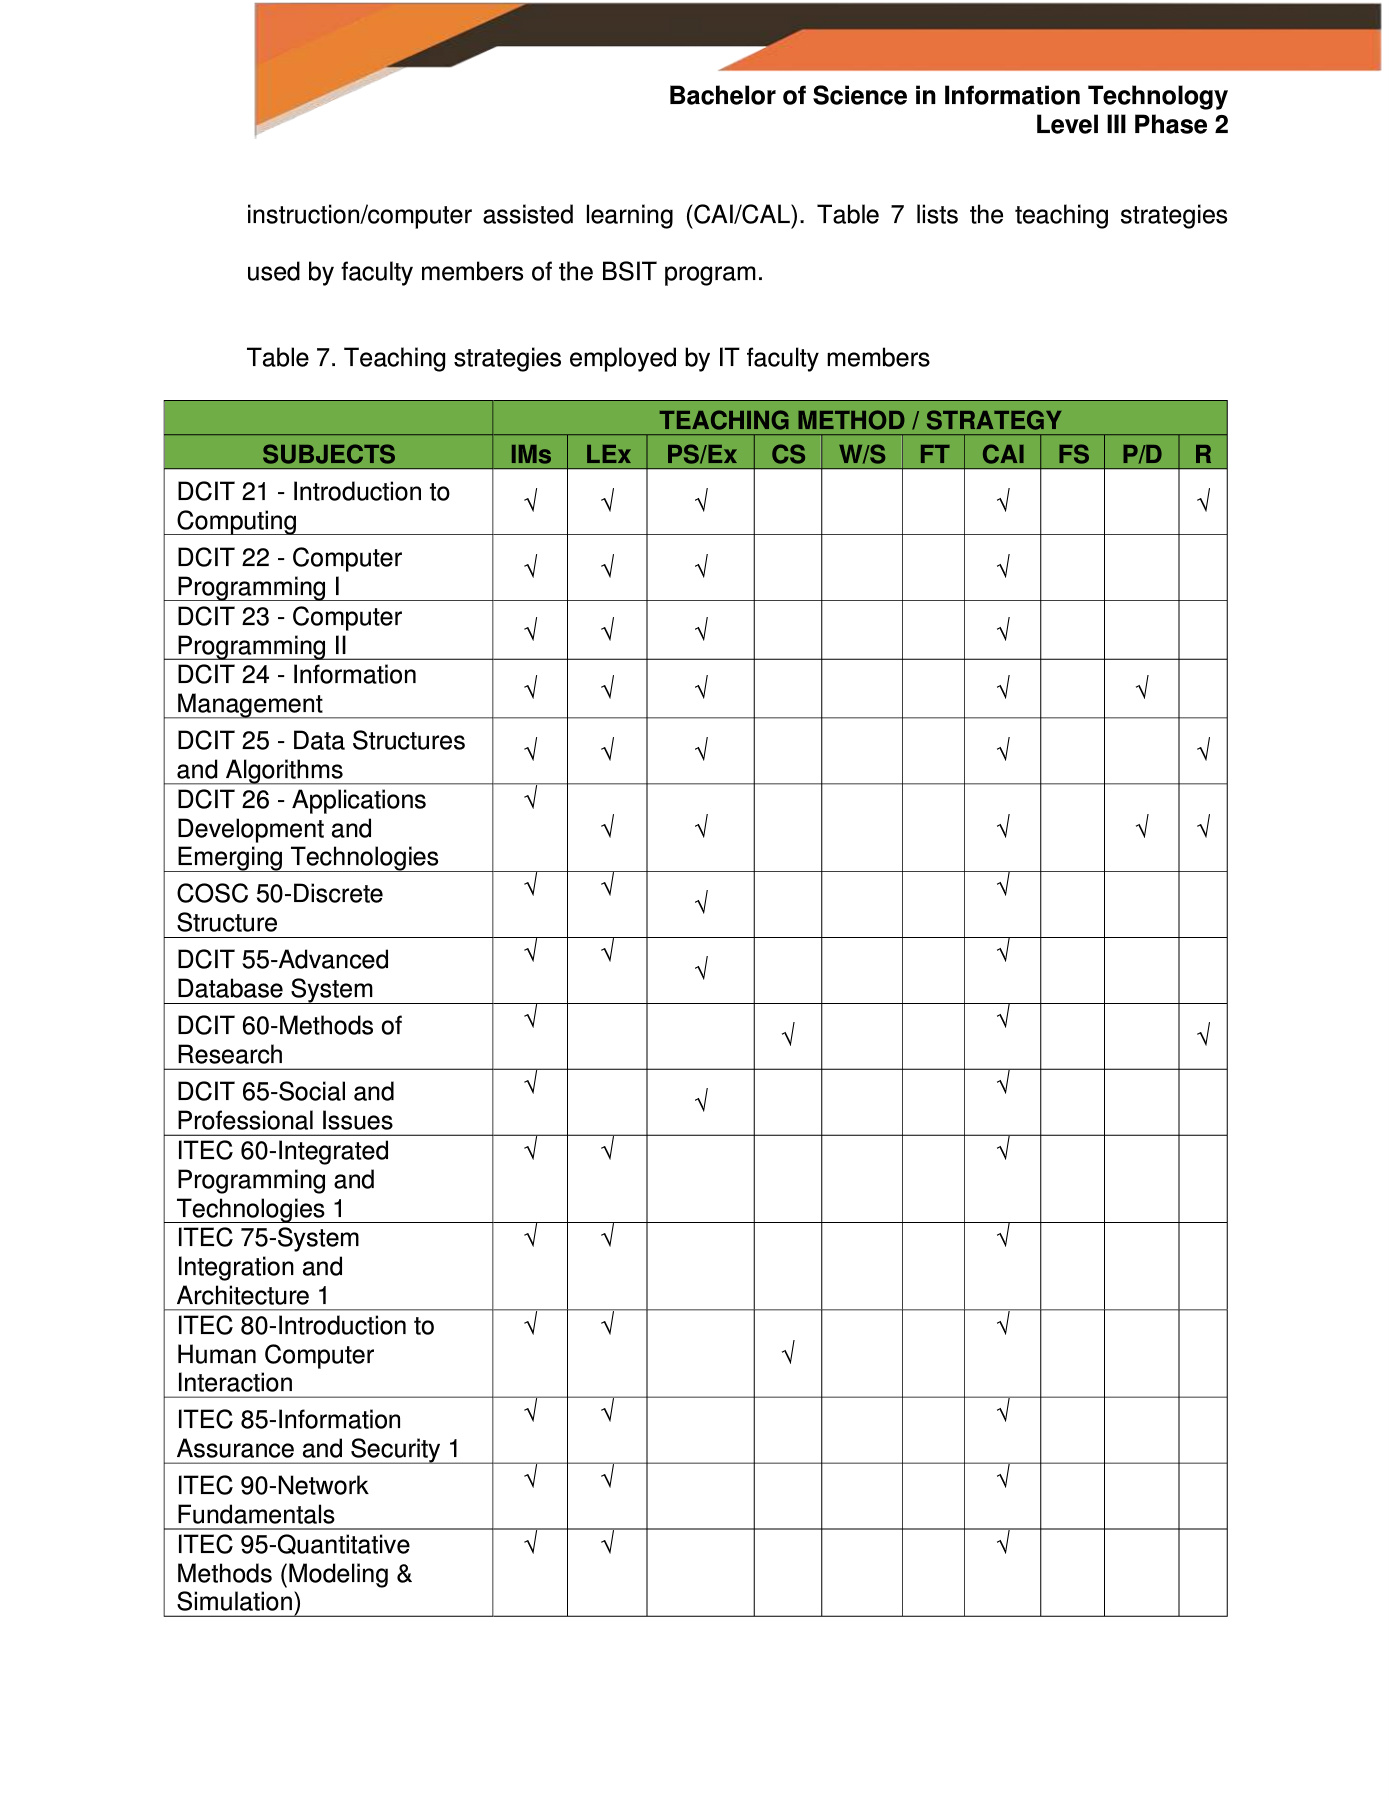 Bachelor of Science in Information Technology
Level III Phase 2
instruction/computer assisted learning (CAI/CAL). Table 7 lists the teaching strategies
used by faculty members of the BSIT program.
Table 7. Teaching strategies employed by IT faculty members
TEACHING METHOD / STRATEGY
SUBJECTS IMs LEx PS/Ex CS W/S FT CAI FS P/D R
DCIT 21 - Introduction to
Computing √ √ √ √ √
DCIT 22 - Computer
Programming I √ √ √ √
DCIT 23 - Computer
Programming II √ √ √ √
DCIT 24 - Information
Management √ √ √ √ √
DCIT 25 - Data Structures
and Algorithms √ √ √ √ √
DCIT 26 - Applications
Development and
Emerging Technologies √ √ √ √ √ √
COSC 50-Discrete
Structure √ √ √ √
DCIT 55-Advanced
Database System √ √ √ √
DCIT 60-Methods of
Research √ √ √ √
DCIT 65-Social and
Professional Issues √ √ √
ITEC 60-Integrated
Programming and
Technologies 1 √ √ √
ITEC 75-System
Integration and
Architecture 1 √ √ √
ITEC 80-Introduction to
Human Computer
Interaction √ √ √ √
ITEC 85-Information
Assurance and Security 1 √ √ √
ITEC 90-Network
Fundamentals √ √ √
ITEC 95-Quantitative
Methods (Modeling &
Simulation) √ √ √